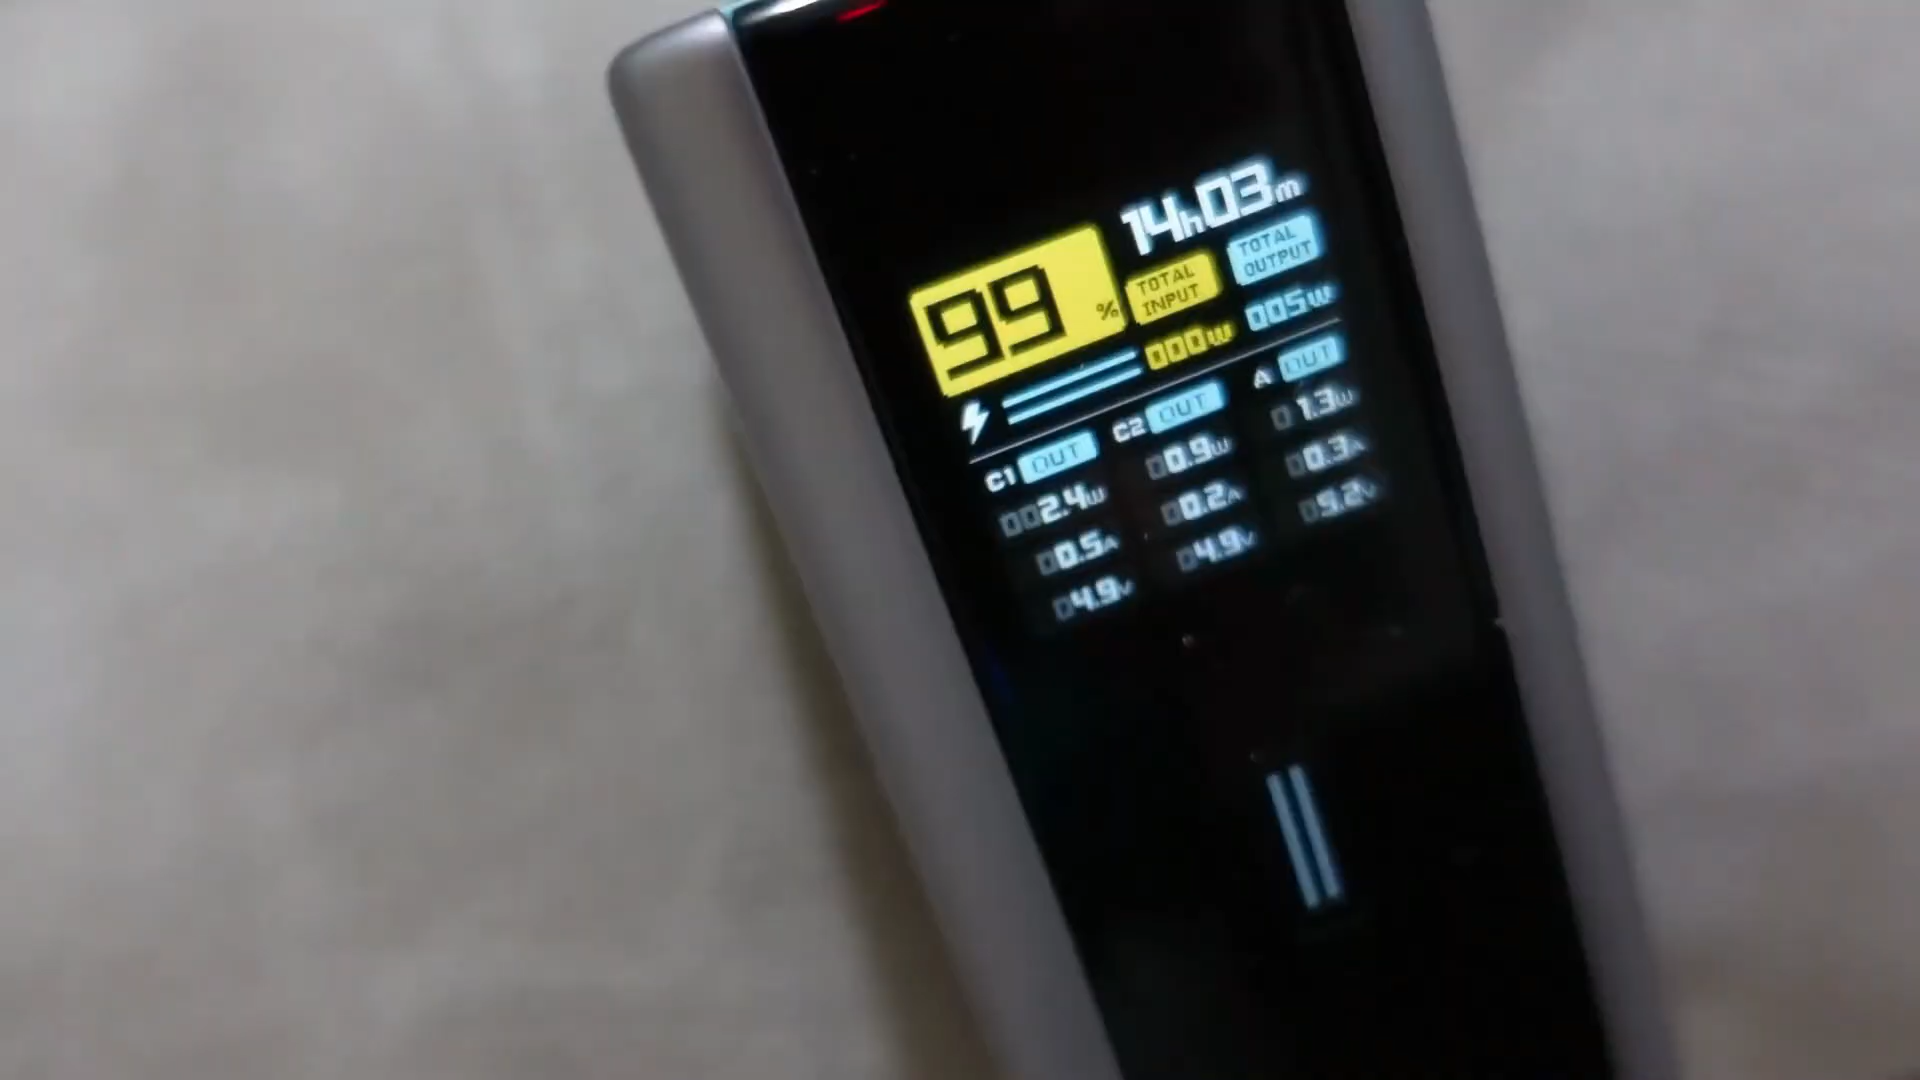 14h03m
99%
TOTAL INPUT
000W
TOTAL OUTPUT
005W
C1 OUT
002.4W
00.5A
04.9V
C2 OUT
00.9W
00.2A
04.9V
A OUT
01.3W
00.3A
05.2V